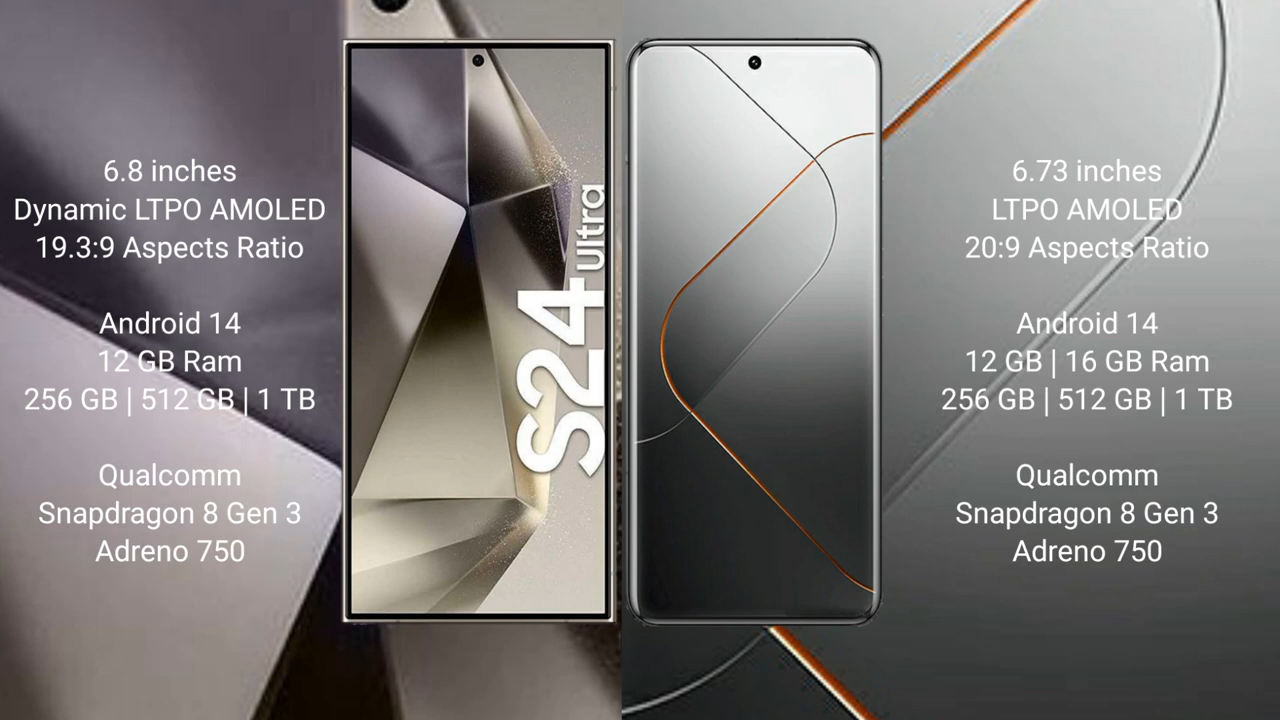 6.8 inches
Dynamic LTPO AMOLED
19.3:9 Aspects Ratio
Android 14
12 GB Ram
256 GB | 512 GB | 1 TB
Qualcomm
Snapdragon 8 Gen 3
Adreno 750
S24 Ultra
6.73 inches
LTPO AMOLED
20:9 Aspects Ratio
Android 14
12 GB | 16 GB Ram
256 GB | 512 GB | 1 TB
Qualcomm
Snapdragon 8 Gen 3
Adreno 750